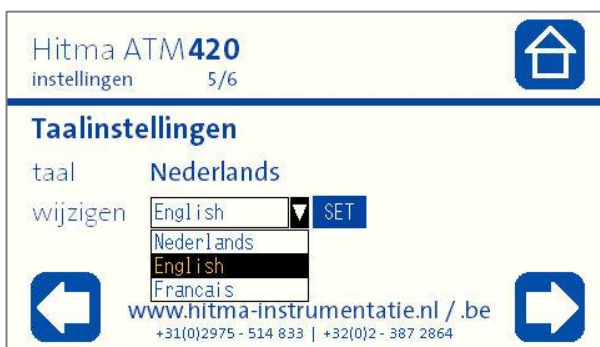 Hitma ATM420
instellingen 5/6
Taalinstellingen
taal Nederlands
wijzigen English SET
Nederlands
English
Francais
www.hitma-instrumentatie.nl / .be
+31(0)2975 - 514 833 | +32(0)2 - 387 2864